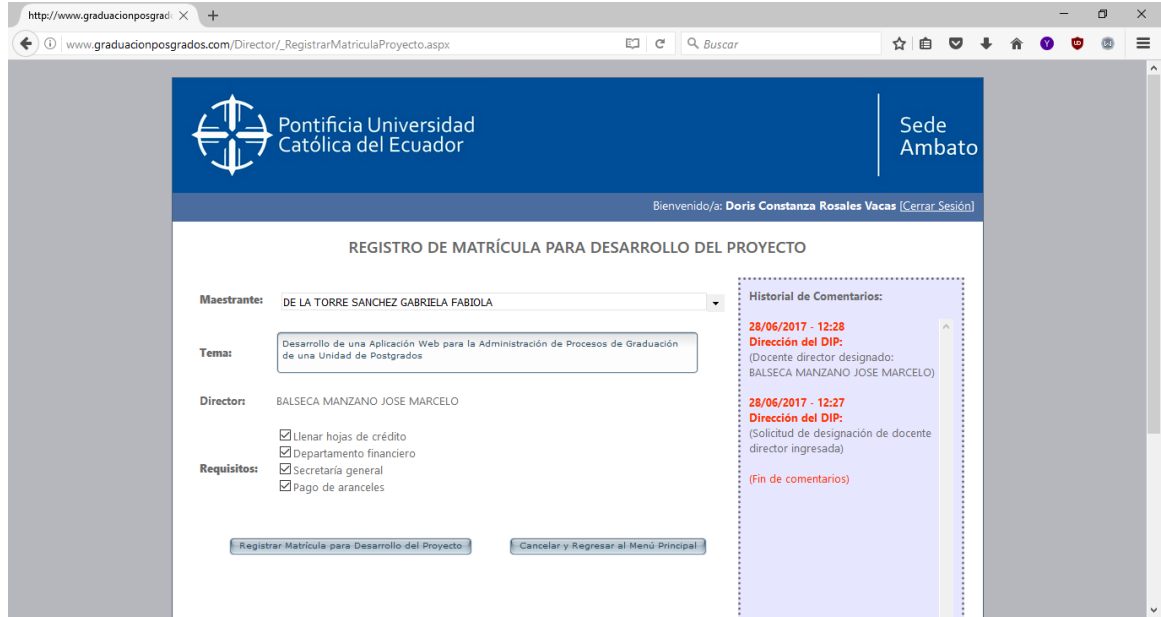 http://www.graduacionposgrad
www.graduacionposgrados.com/Director/_RegistrarMatriculaProyecto.aspx
Buscar
Pontificia Universidad
Católica del Ecuador
Sede
Ambato
Bienvenido/a: Doris Constanza Rosales Vacas [Cerrar Sesión]
REGISTRO DE MATRÍCULA PARA DESARROLLO DEL PROYECTO
Maestrante:
DE LA TORRE SANCHEZ GABRIELA FABIOLA
Tema:
Desarrollo de una Aplicación Web para la Administración de Procesos de Graduación
de una Unidad de Postgrados
Director:
BALSECA MANZANO JOSE MARCELO
Requisitos:
Llenar hojas de crédito
Departamento financiero
Secretaría general
Pago de aranceles
Registrar Matrícula para Desarrollo del Proyecto
Cancelar y Regresar al Menú Principal
Historial de Comentarios:
28/06/2017 - 12:28
Dirección del DIP:
(Docente director designado:
BALSECA MANZANO JOSE MARCELO)
28/06/2017 - 12:27
Dirección del DIP:
(Solicitud de designación de docente
director ingresada)
(Fin de comentarios)